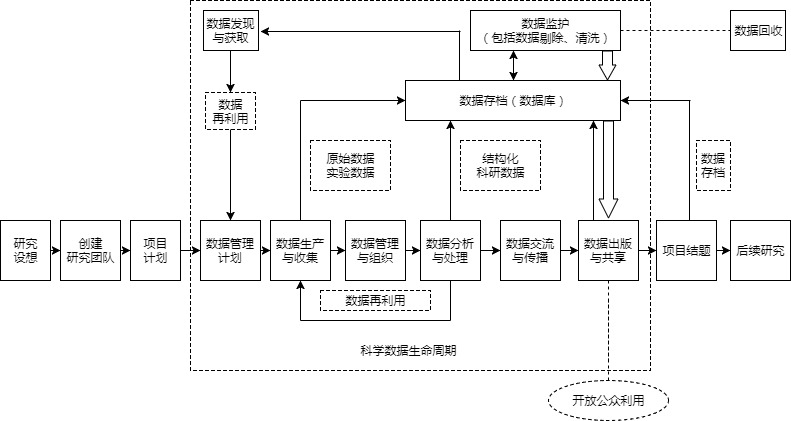 数据发现
与获取
数据监护
（包括数据剔除、清洗）
数据回收
数据
再利用
数据存档（数据库）
原始数据
实验数据
结构化
科研数据
数据
存档
研究
设想
创建
研究团队
项目
计划
数据管理
计划
数据生产
与收集
数据管理
与组织
数据分析
与处理
数据交流
与传播
数据出版
与共享
项目结题
后续研究
数据再利用
科学数据生命周期
开放公众利用